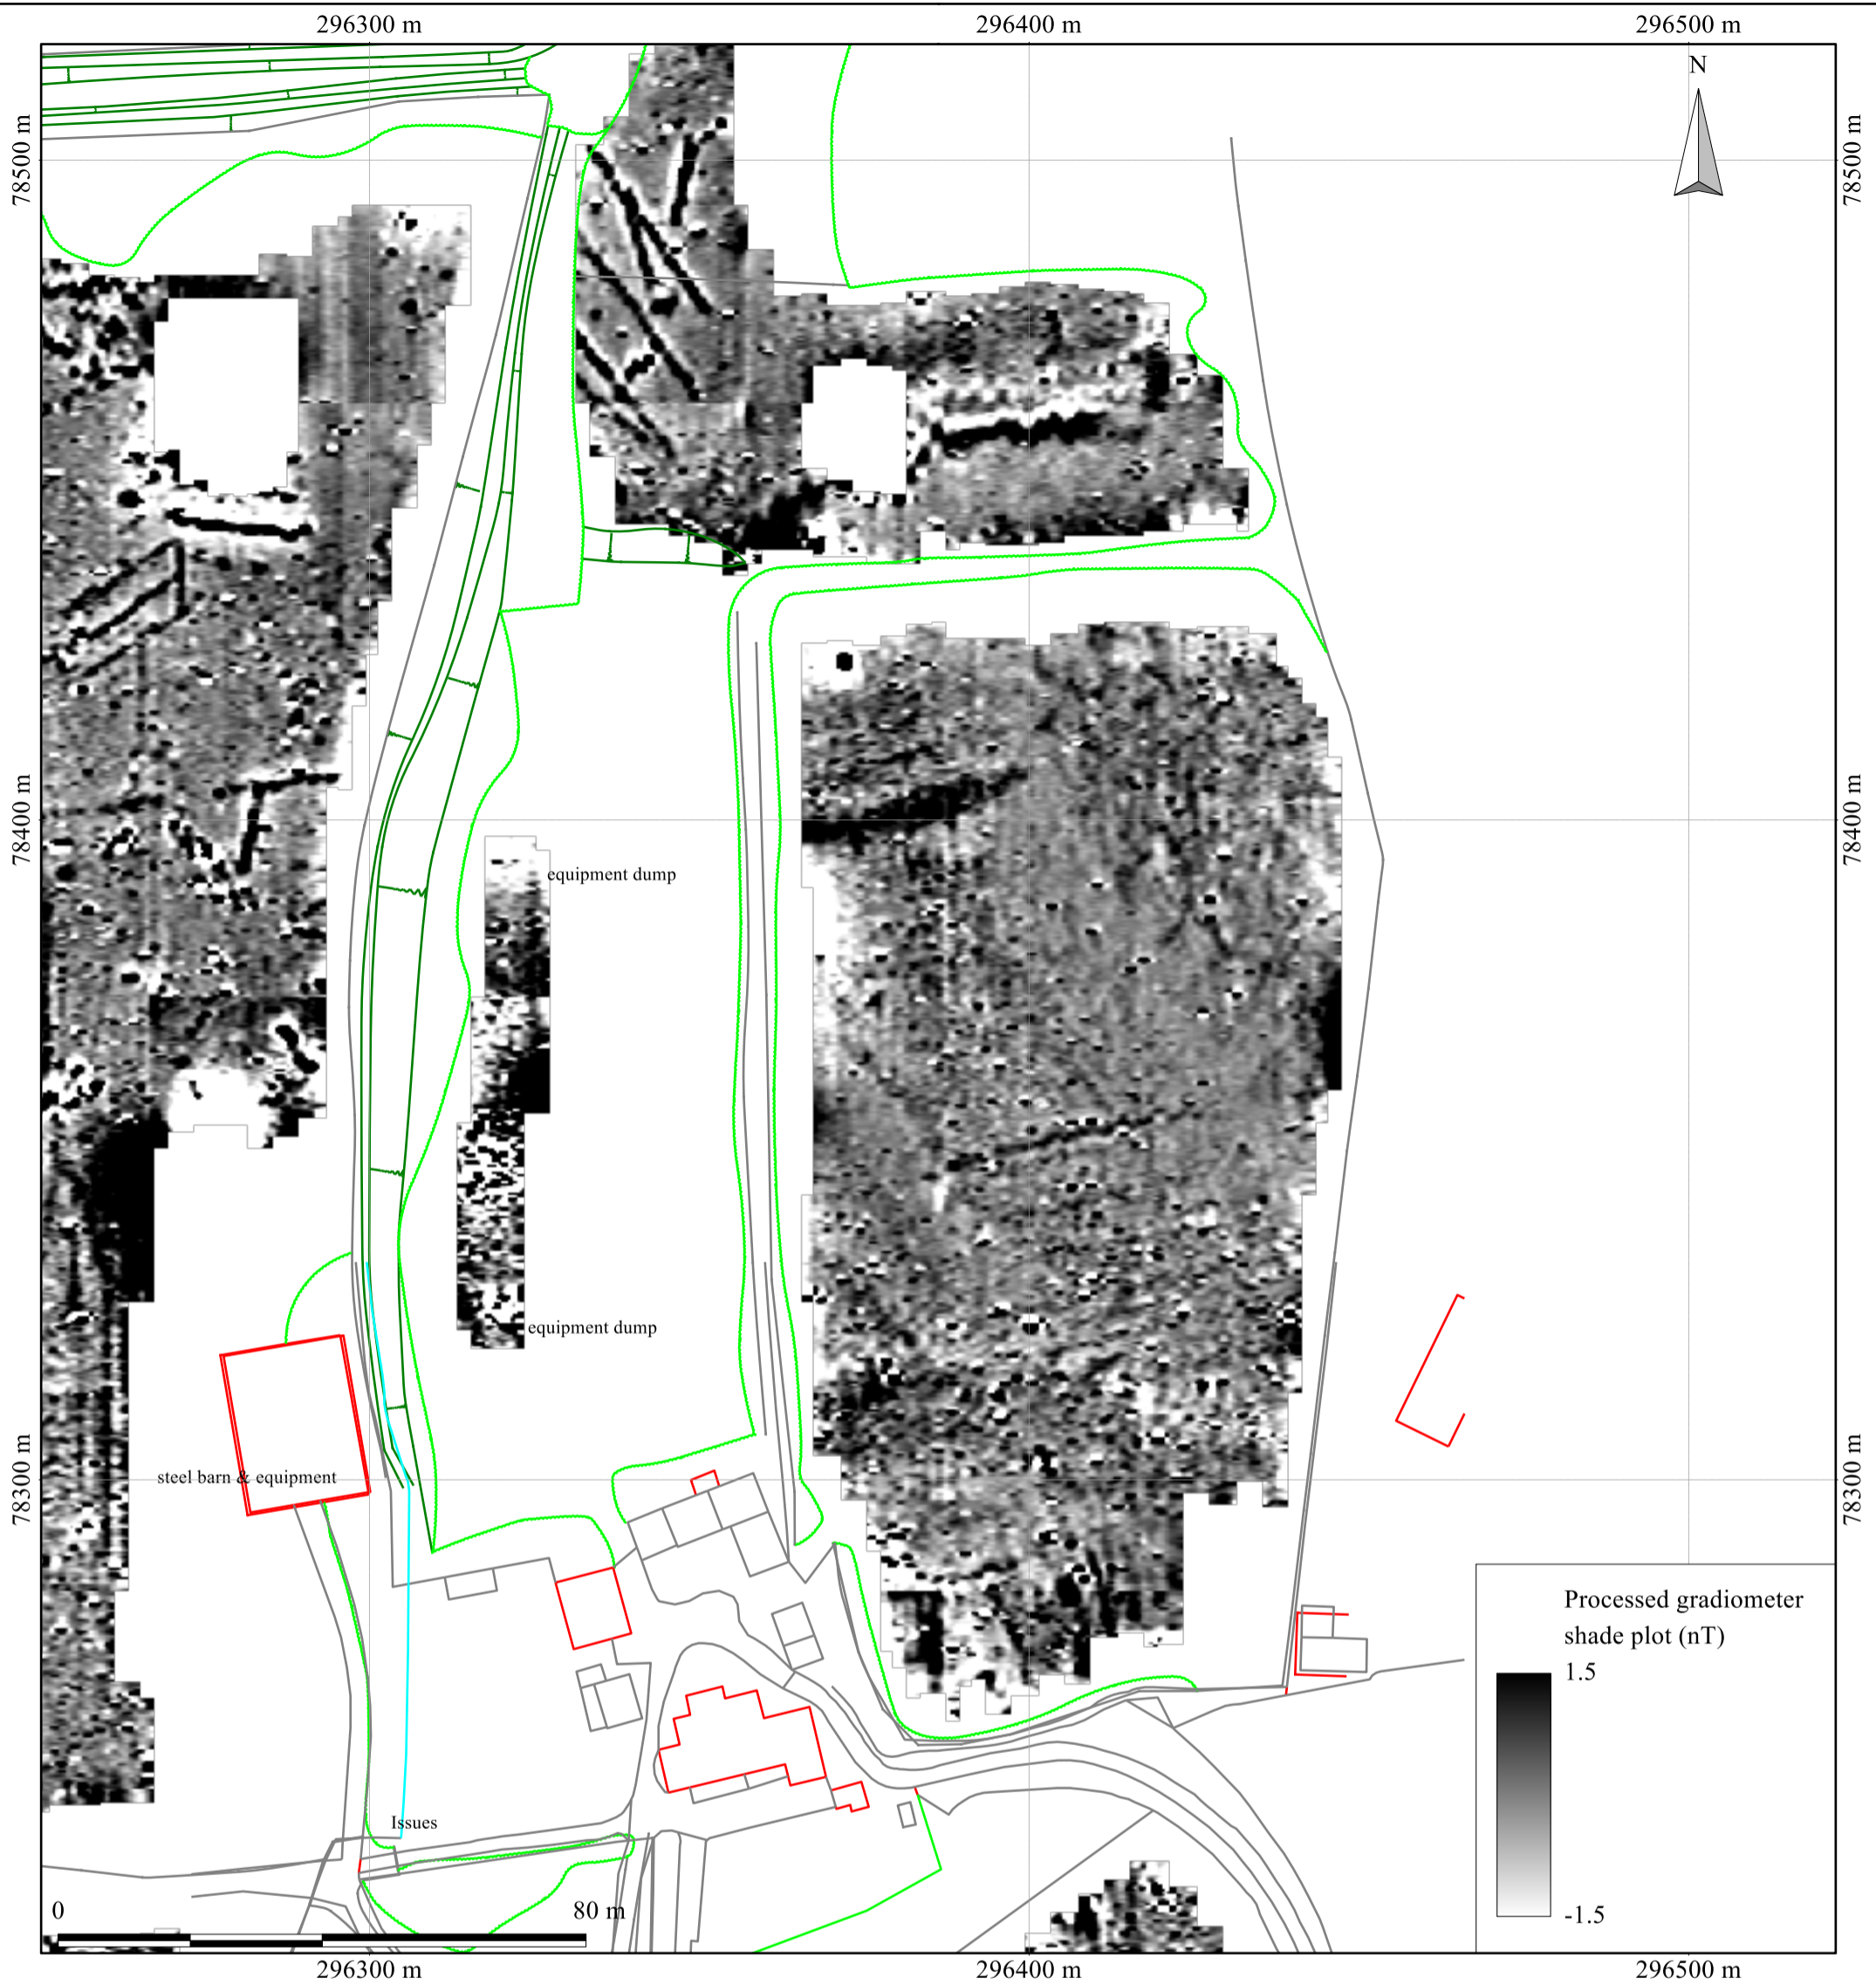 296300 m
296400 m
296500 m
N
78500 m
78500 m
78400 m
78400 m
equipment dump
equipment dump
78300 m
78300 m
steel barn & equipment
Processed gradiometer
shade plot (nT)
1.5
-1.5
Issues
0
80 m
296300 m
296400 m
296500 m